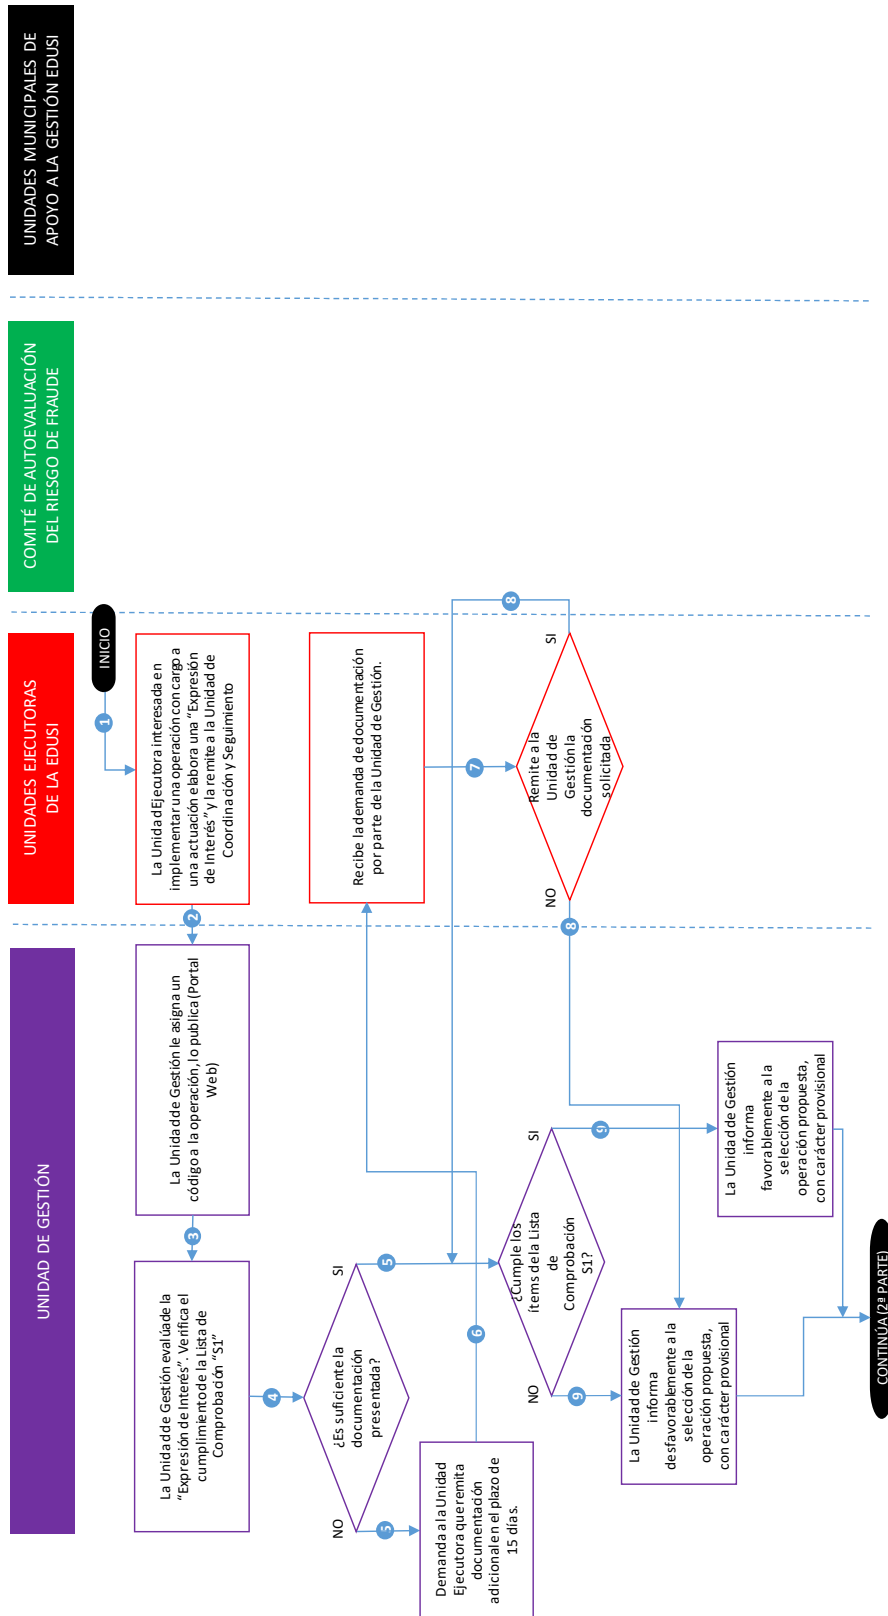 UNIDAD DE GESTIÓN
UNIDADES EJECUTORAS
DE LA EDUSI
COMITÉ DE AUTOEVALUACIÓN
DEL RIESGO DE FRAUDE
UNIDADES MUNICIPALES DE
APOYO A LA GESTIÓN EDUSI
INICIO
1
La Unidad Ejecutora interesada en
implementar una operación con cargo a
una actuación elabora una “Expresión
de Interés” y la remite a la Unidad de
Coordinación y Seguimiento
2
La Unidad de Gestión le asigna un
código a la operación, lo publica (Portal
Web)
3
La Unidad de Gestión evalúa de la
“Expresión de Interés”. Verifica el
cumplimiento de la Lista de
Comprobación “S1”
4
¿Es suficiente la
documentación
presentada?
NO
SI
5
5
Demanda a la Unidad
Ejecutora que remita
documentación
adicional en el plazo de
15 días.
6
Recibe la demanda de documentación
por parte de la Unidad de Gestión.
7
Remite a la
Unidad de
Gestión la
documentación
solicitada
NO
SI
8
8
¿Cumple los
ítems de la Lista
de
Comprobación
S1?
NO
SI
9
9
La Unidad de Gestión
informa
desfavorablemente a la
selección de la
operación propuesta,
con carácter provisional
La Unidad de Gestión
informa
favorablemente a la
selección de la
operación propuesta,
con carácter provisional
CONTINÚA (2ª PARTE)